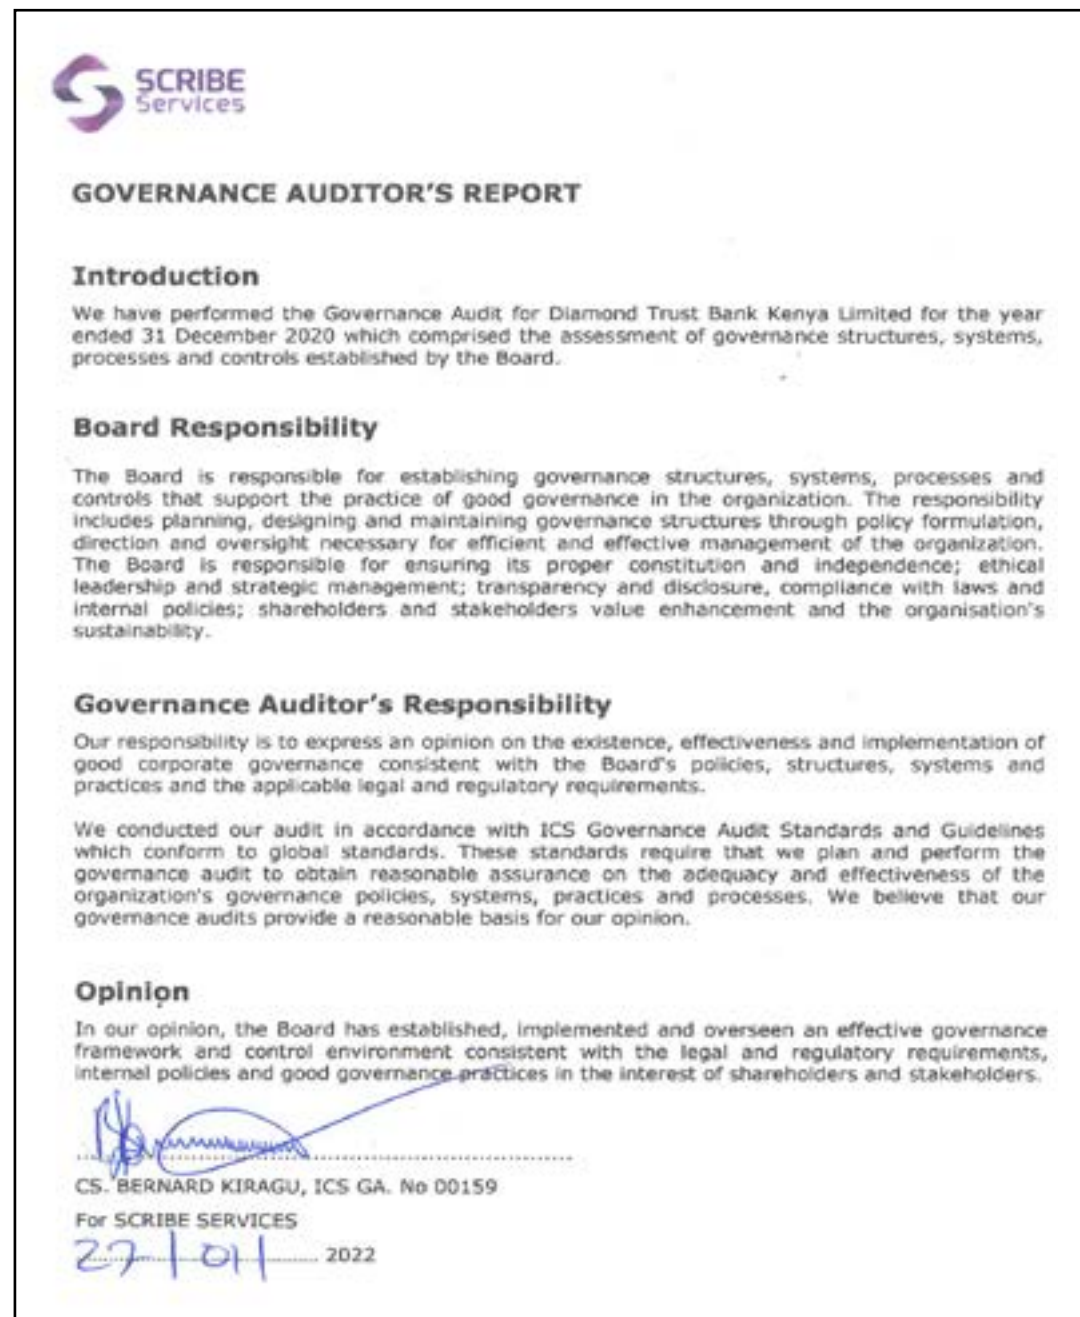 SCRIBE
Services
GOVERNANCE AUDITOR'S REPORT
Introduction
We have performed the Governance Audit for Diamond Trust Bank Kenya Limited for the year
ended 31 December 2020 which comprised the assessment of governance structures, systems,
processes and controls established by the Board.
Board Responsibility
The Board is responsible for establishing governance structures, systems, processes and
controls that support the practice of good governance in the organization. The responsibility
includes planning, designing and maintaining governance structures through policy formulation,
direction and oversight necessary for efficient and effective management of the organization.
The Board is responsible for ensuring its proper constitution and independence; ethical
leadership and strategic management; transparency and disclosure, compliance with laws and
internal policies; shareholders and stakeholders value enhancement and the organisation's
sustainability.
Governance Auditor's Responsibility
Our responsibility is to express an opinion on the existence, effectiveness and implementation of
good corporate governance consistent with the Board's policies, structures, systems and
practices and the applicable legal and regulatory requirements.
We conducted our audit in accordance with ICS Governance Audit Standards and Guidelines
which conform to global standards. These standards require that we plan and perform the
governance audit to obtain reasonable assurance on the adequacy and effectiveness of the
organization's governance policies, systems, practices and processes. We believe that our
governance audits provide a reasonable basis for our opinion.
Opinion
In our opinion, the Board has established, implemented and overseen an effective governance
framework and control environment consistent with the legal and regulatory requirements,
internal policies and good governance practices in the interest of shareholders and stakeholders.
CS. BERNARD KIRAGU, ICS GA. No 00159
For SCRIBE SERVICES
27/01/ 2022